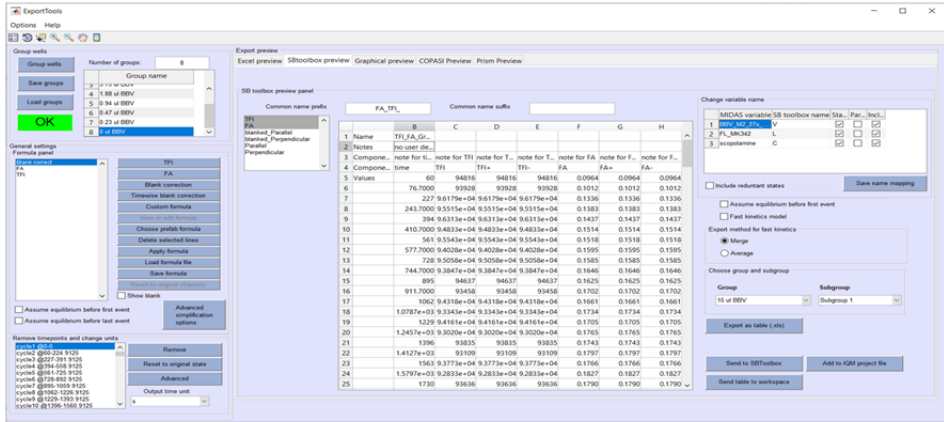 ExportTools
Options Help
Group wells
Group wells
Number of groups: 8
Save groups
Load groups
OK
Group name
3 3.75 ul BBV
4 1.88 ul BBV
5 0.94 ul BBV
6 0.47 ul BBV
7 0.23 ul BBV
8 0 ul BBV
General settings
Formula panel
Blank correct
FA
TFI
TFI
FA
Blank correction
Timewise blank correction
Custom formula
View or edit formula
Choose prefab formula
Delete selected lines
Apply formula
Load formula file
Save formula
Reset to original channels
Show blank
Assume equilibrium before first event
Assume equilibrium before last event
Advanced simplification options
Remove timepoints and change units
cycle1 @0-0
cycle2 @60-224.9125
cycle3 @227-391.9125
cycle4 @394-558.9125
cycle5 @561-725.9125
cycle6 @728-892.9125
cycle7 @895-1059.9125
cycle8 @1062-1226.9125
cycle9 @1229-1393.9125
cycle10 @1396-1560.9125
Remove
Reset to original state
Advanced
Output time unit
s
Export preview
Excel preview SBtoolbox preview Graphical preview COPASI Preview Prism Preview
SB toolbox preview panel
Common name prefix FA_TFI_ Common name suffix
TFI
FA
blanked_Parallel
blanked_Perpendicular
Parallel
Perpendicular
B C D E F G H
1 Name TFI_FA_Gr...
2 Notes no user de...
3 Compone... note for ti... note for TFI note for T... note for T... note for FA note for F... note for F...
4 Compone... time TFI TFI+ TFI- FA FA+ FA-
5 Values 60 94816 94816 94816 0.0964 0.0964 0.0964
6 76.7000 93928 93928 93928 0.1012 0.1012 0.1012
7 227 9.6179e+04 9.6179e+04 9.6179e+04 0.1336 0.1336 0.1336
8 243.7000 9.5515e+04 9.5515e+04 9.5515e+04 0.1383 0.1383 0.1383
9 394 9.6313e+04 9.6313e+04 9.6313e+04 0.1437 0.1437 0.1437
10 410.7000 9.4833e+04 9.4833e+04 9.4833e+04 0.1514 0.1514 0.1514
11 561 9.5543e+04 9.5543e+04 9.5543e+04 0.1518 0.1518 0.1518
12 577.7000 9.4028e+04 9.4028e+04 9.4028e+04 0.1595 0.1595 0.1595
13 728 9.5058e+04 9.5058e+04 9.5058e+04 0.1585 0.1585 0.1585
14 744.7000 9.3847e+04 9.3847e+04 9.3847e+04 0.1646 0.1646 0.1646
15 895 94637 94637 94637 0.1625 0.1625 0.1625
16 911.7000 93458 93458 93458 0.1702 0.1702 0.1702
17 1062 9.4318e+04 9.4318e+04 9.4318e+04 0.1661 0.1661 0.1661
18 1.0787e+03 9.3343e+04 9.3343e+04 9.3343e+04 0.1734 0.1734 0.1734
19 1229 9.4161e+04 9.4161e+04 9.4161e+04 0.1705 0.1705 0.1705
20 1.2457e+03 9.3020e+04 9.3020e+04 9.3020e+04 0.1765 0.1765 0.1765
21 1396 93835 93835 93835 0.1743 0.1743 0.1743
22 1.4127e+03 93109 93109 93109 0.1797 0.1797 0.1797
23 1563 9.3773e+04 9.3773e+04 9.3773e+04 0.1766 0.1766 0.1766
24 1.5797e+03 9.2833e+04 9.2833e+04 9.2833e+04 0.1827 0.1827 0.1827
25 1730 93636 93636 93636 0.1790 0.1790 0.1790
Change variable name
MIDAS variable SB toolbox name Sta... Par... Incl...
1 BBV_M2_27x_ V
2 FL_MK342 L
3 scopolamine C
Include reduntant states
Save name mapping
Assume equilibrium before first event
Fast kinetics model
Export method for fast kinetics
Merge
Average
Choose group and subgroup
Group Subgroup
15 ul BBV Subgroup 1
Export as table (.xls)
Send to SBToolbox Add to IQM project file
Send table to workspace